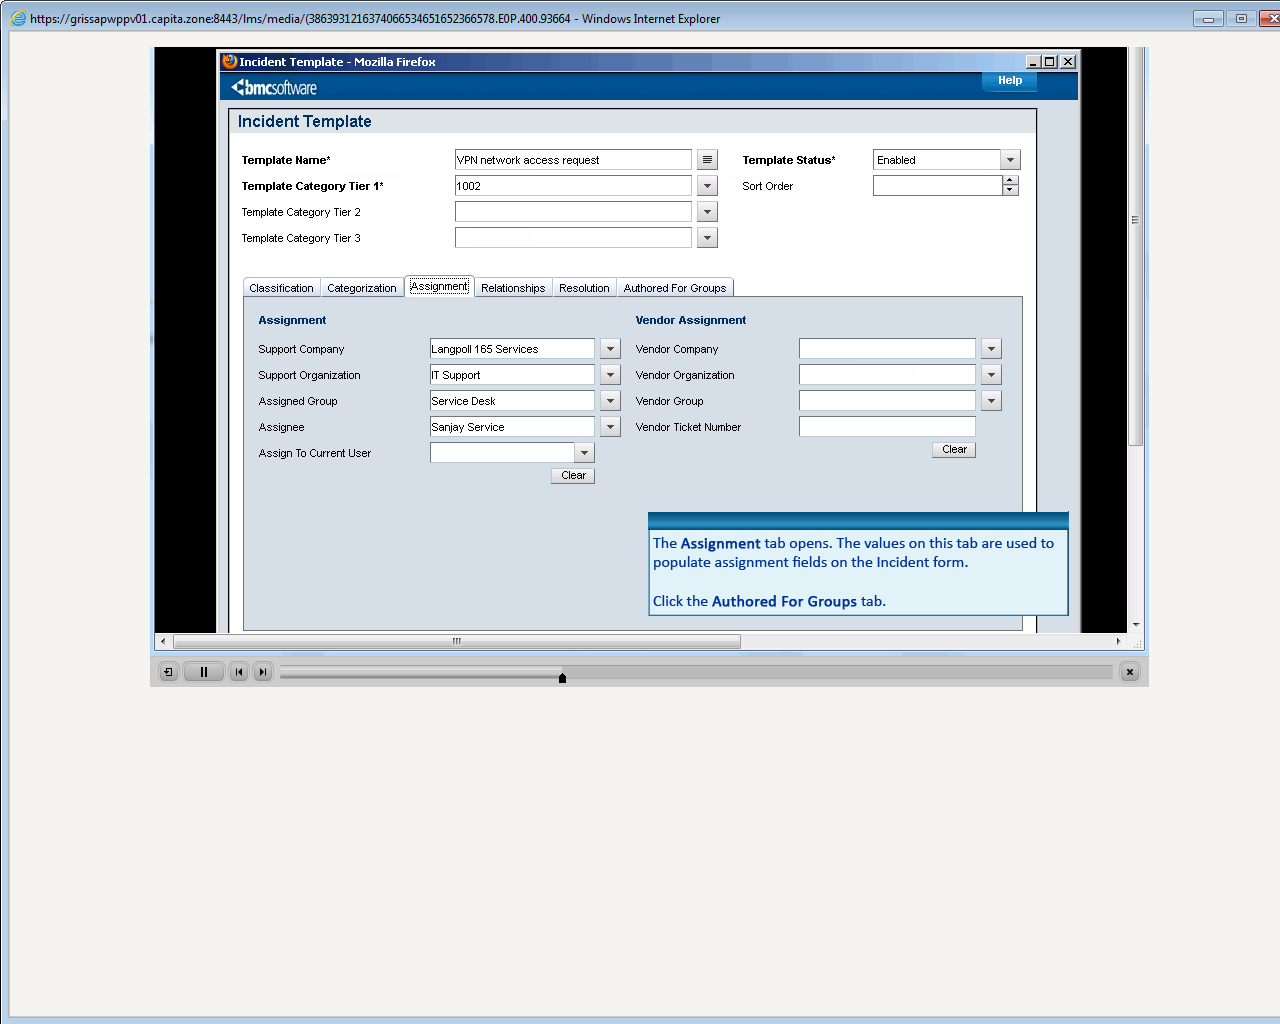 https://grissapwppv01.capita.zone:8443/lms/media/(3863931216374066534651652366578.E0P.400.93664 - Windows Internet Explorer
Incident Template - Mozilla Firefox
bmcsoftware
Help
Incident Template
Template Name* VPN network access request Template Status* Enabled
Template Category Tier 1* 1002 Sort Order
Template Category Tier 2
Template Category Tier 3
Classification Categorization Assignment Relationships Resolution Authored For Groups
Assignment Vendor Assignment
Support Company Langpoll 165 Services Vendor Company
Support Organization IT Support Vendor Organization
Assigned Group Service Desk Vendor Group
Assignee Sanjay Service Vendor Ticket Number
Assign To Current User Clear
Clear
The Assignment tab opens. The values on this tab are used to
populate assignment fields on the Incident form.
Click the Authored For Groups tab.